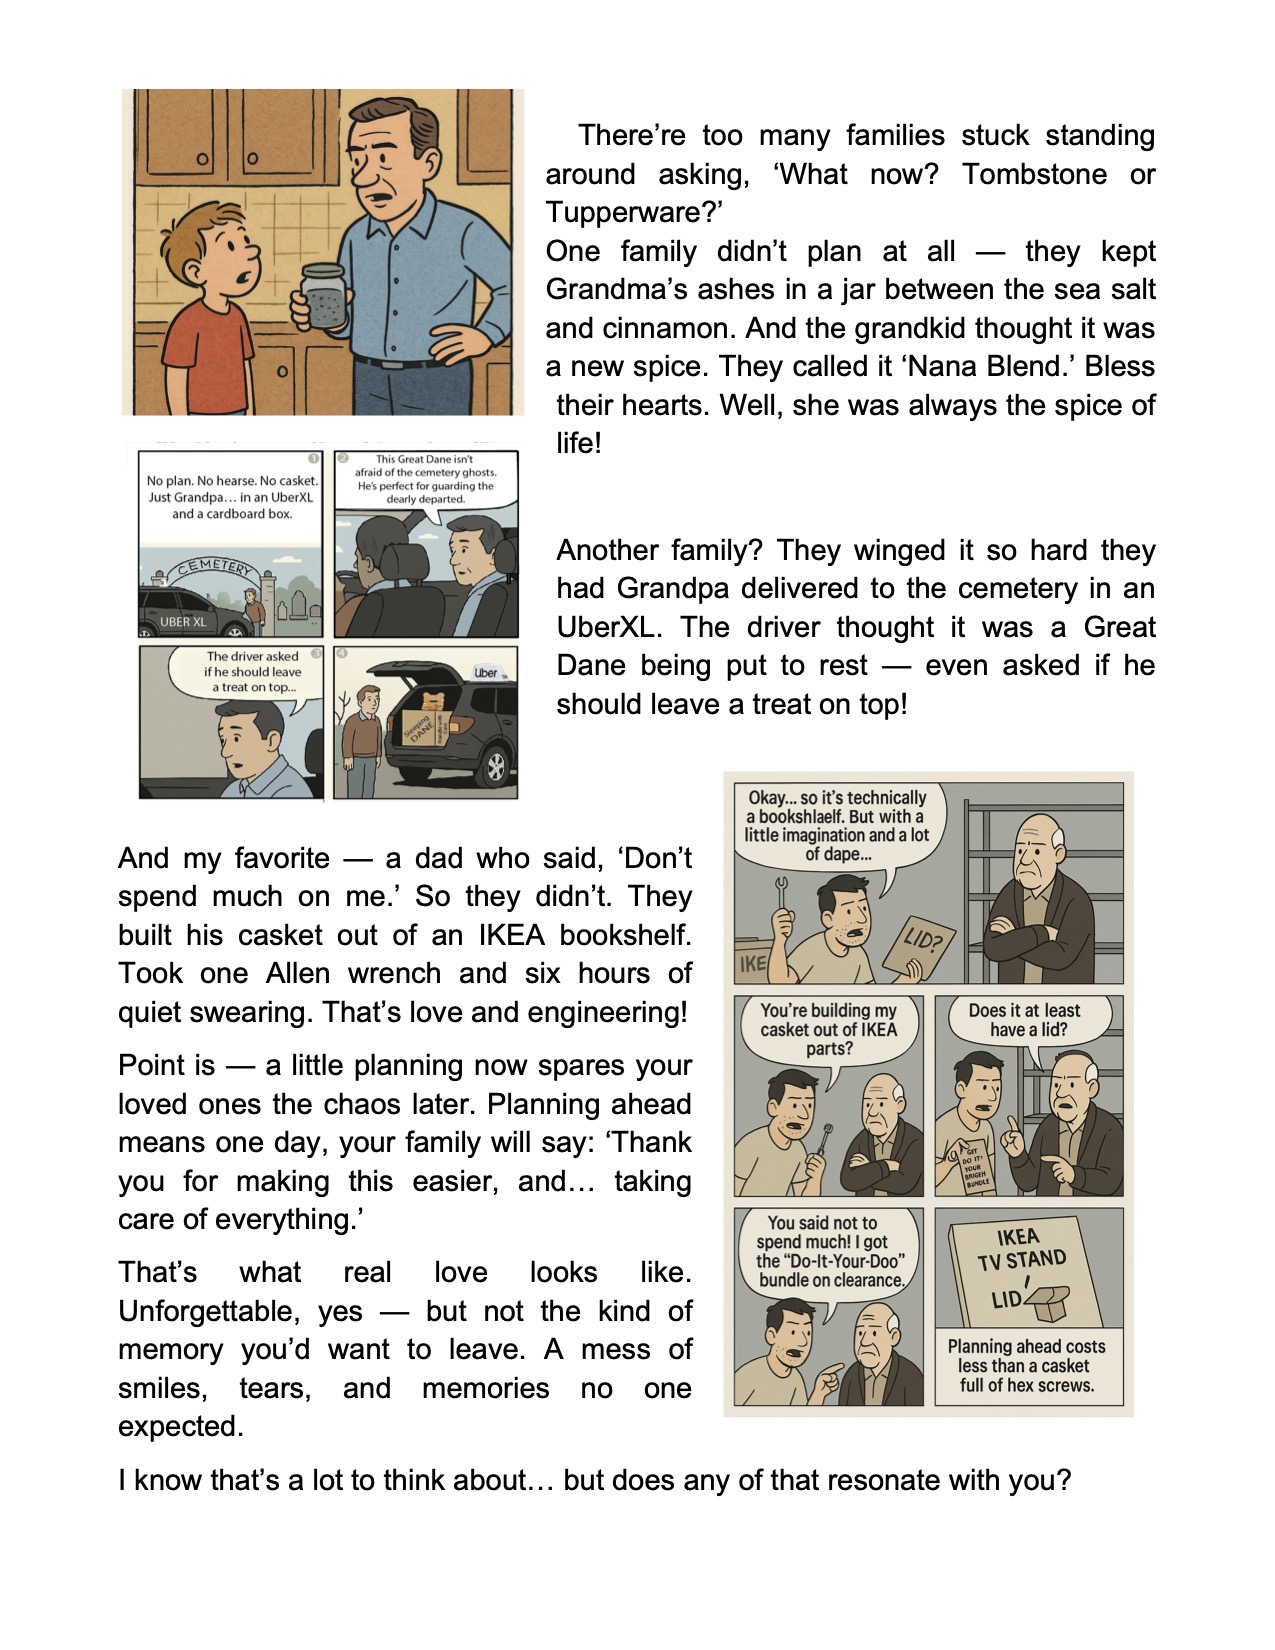 There’re too many families stuck standing
around asking, ‘What now? Tombstone or
Tupperware?’
One family didn’t plan at all — they kept
Grandma’s ashes in a jar between the sea salt
and cinnamon. And the grandkid thought it was
a new spice. They called it ‘Nana Blend.’ Bless
their hearts. Well, she was always the spice of
life!
1
No plan. No hearse. No casket.
Just Grandpa... in an UberXL
and a cardboard box.
CEMETERY
UBER XL
2
This Great Dane isn’t
afraid of the cemetery ghosts.
He’s perfect for guarding the
dearly departed.
3
The driver asked
if he should leave
a treat on top...
4
Uber
Sleeping
DANE
Another family? They winged it so hard they
had Grandpa delivered to the cemetery in an
UberXL. The driver thought it was a Great
Dane being put to rest — even asked if he
should leave a treat on top!
And my favorite — a dad who said, ‘Don’t
spend much on me.’ So they didn’t. They
built his casket out of an IKEA bookshelf.
Took one Allen wrench and six hours of
quiet swearing. That’s love and engineering!
Point is — a little planning now spares your
loved ones the chaos later. Planning ahead
means one day, your family will say: ‘Thank
you for making this easier, and… taking
care of everything.’
That’s what real love looks like.
Unforgettable, yes — but not the kind of
memory you’d want to leave. A mess of
smiles, tears, and memories no one
expected.
Okay... so it’s technically
a bookshlaelf. But with a
little imagination and a lot
of dape...
LID?
IKE
You’re building my
casket out of IKEA
parts?
Does it at least
have a lid?
GET
DO IT'
YOUR
BUNDLE
You said not to
spend much! I got
the “Do-It-Your-Doo”
bundle on clearance.
IKEA
TV STAND
LID
Planning ahead costs
less than a casket
full of hex screws.
I know that’s a lot to think about… but does any of that resonate with you?